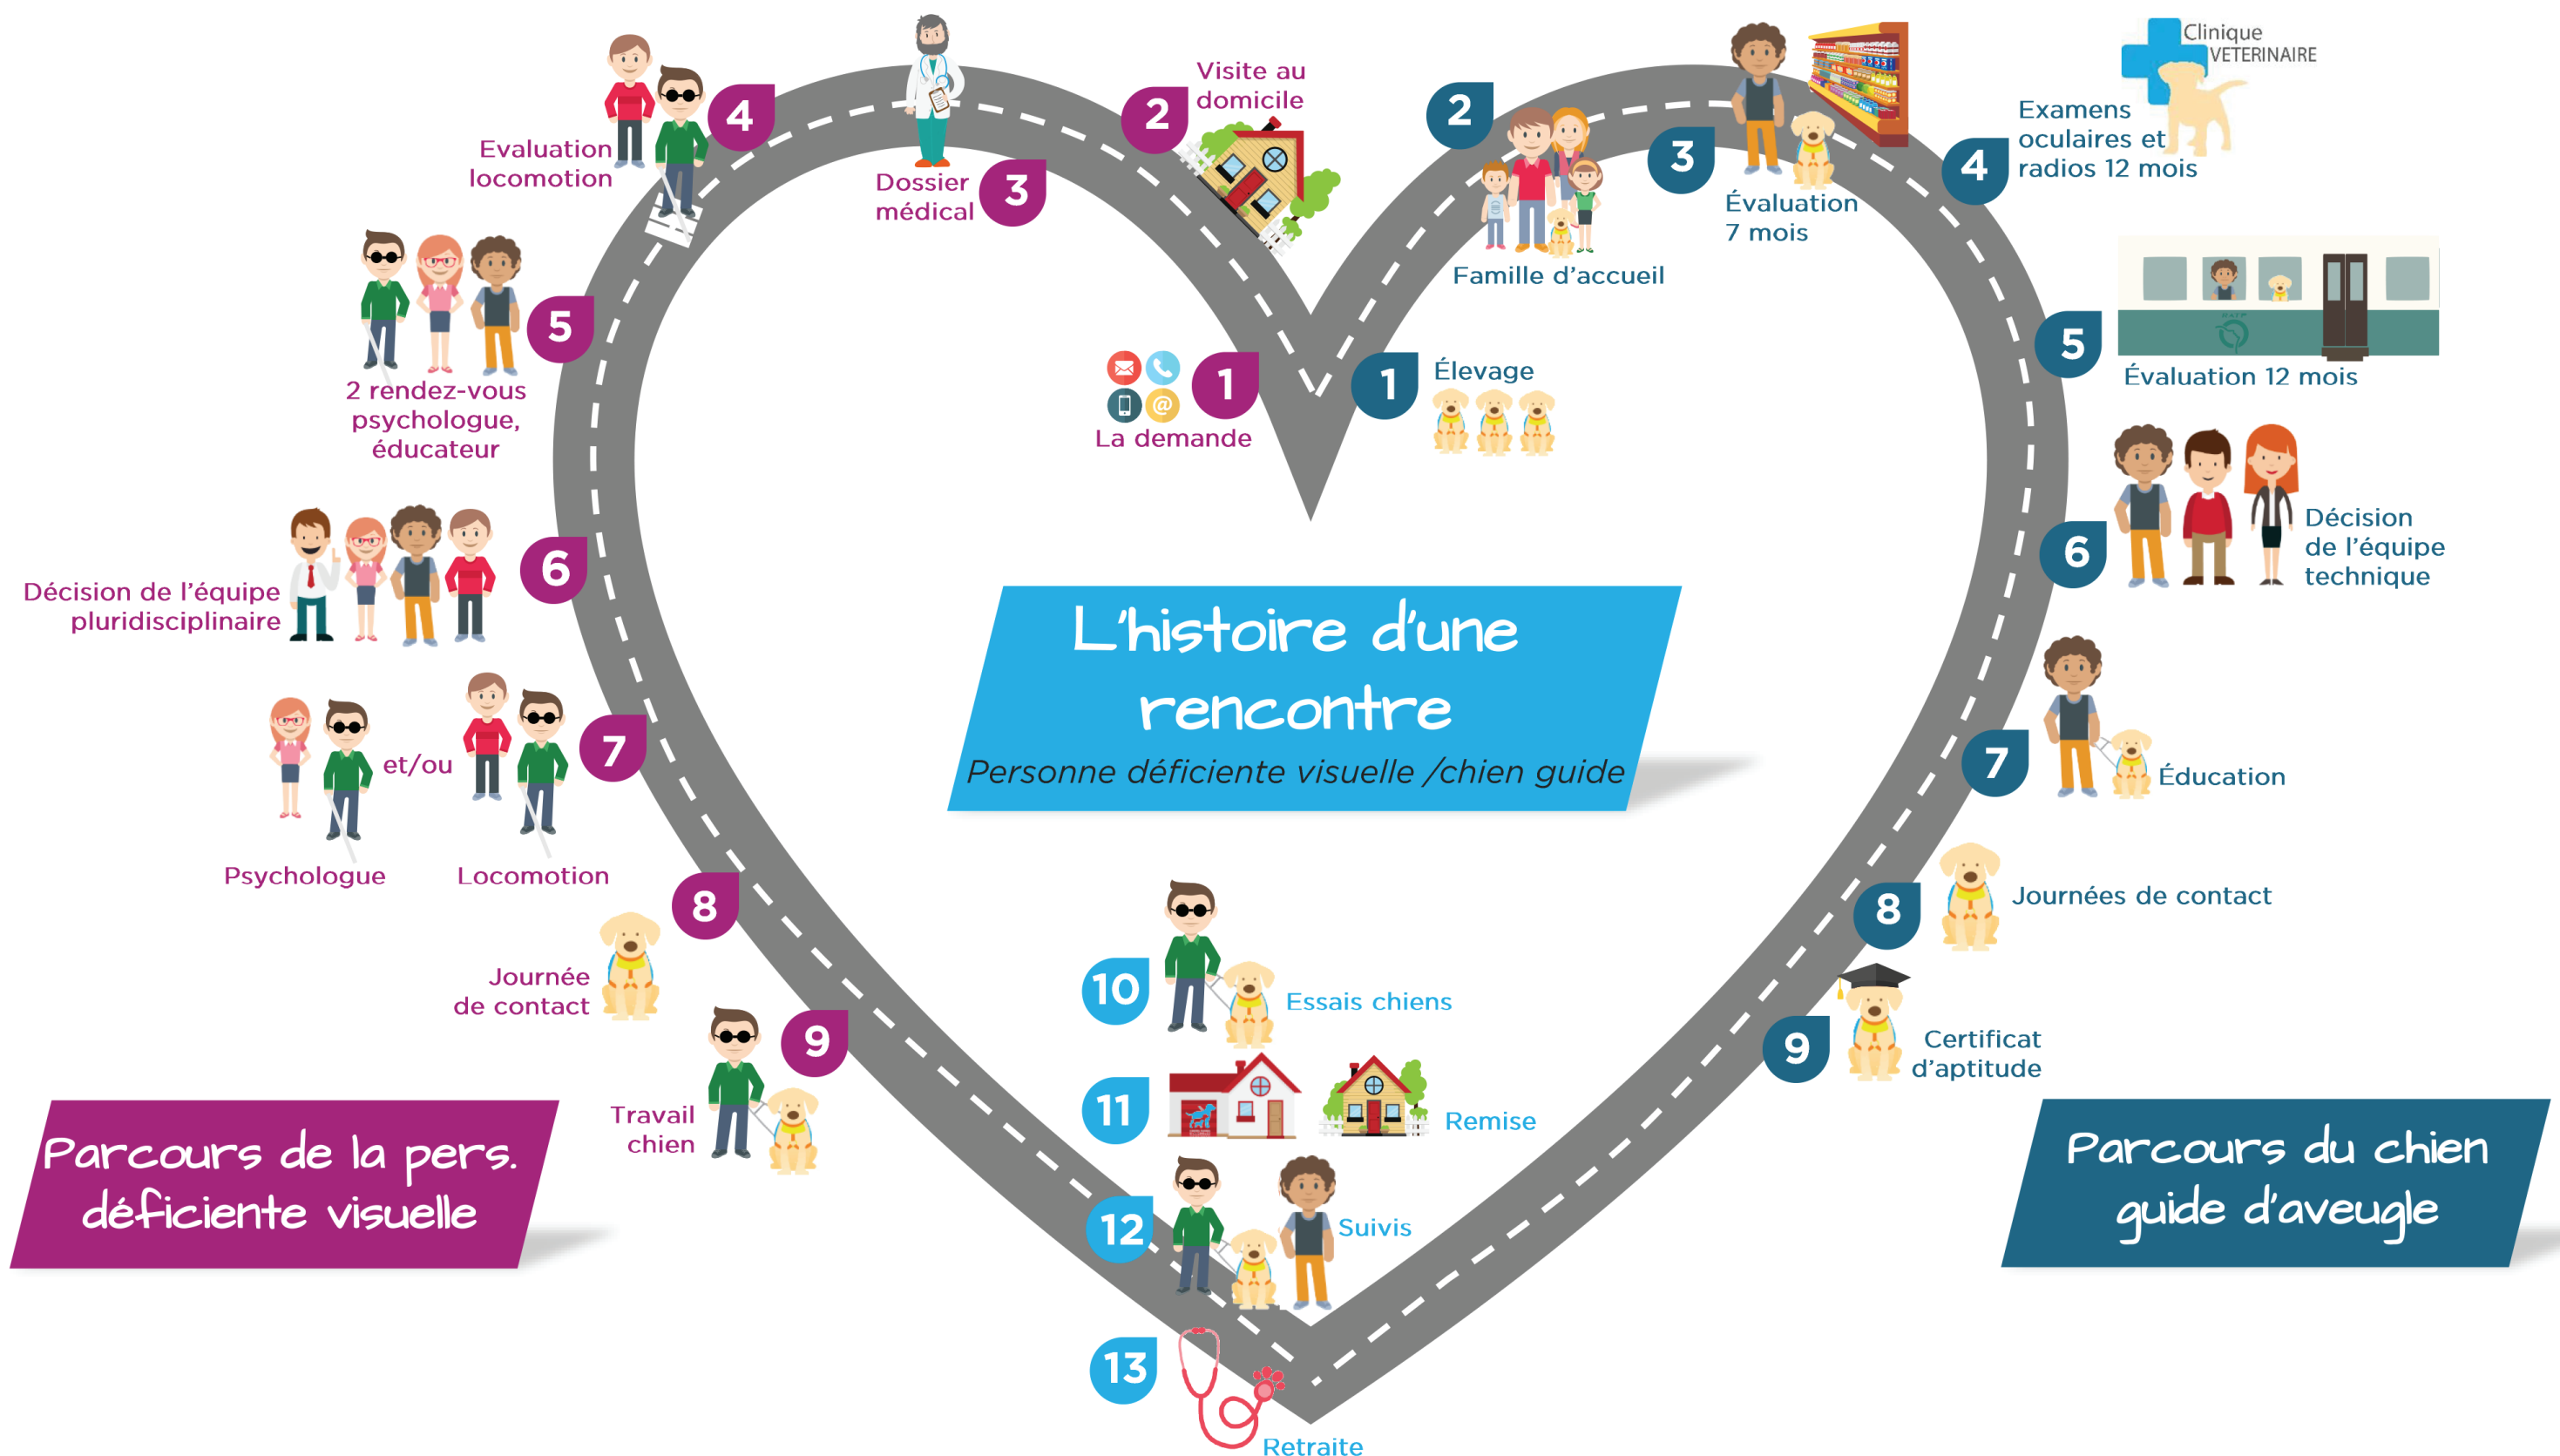 L'histoire d'une
rencontre
Personne déficiente visuelle /chien guide
Parcours de la pers.
déficiente visuelle
1
La demande
2
Visite au
domicile
3
Dossier
médical
4
Evaluation
locomotion
5
2 rendez-vous
psychologue,
éducateur
6
Décision de l'équipe
pluridisciplinaire
7
et/ou
Psychologue
Locomotion
8
Journée
de contact
9
Travail
chien
Parcours du chien
guide d'aveugle
1
Élevage
2
Famille d'accueil
3
Évaluation
7 mois
4
Clinique
VETERINAIRE
Examens
oculaires et
radios 12 mois
5
RATP
Évaluation 12 mois
6
Décision
de l'équipe
technique
7
Éducation
8
Journées de contact
9
Certificat
d'aptitude
10
Essais chiens
11
Remise
12
Suivis
13
Retraite